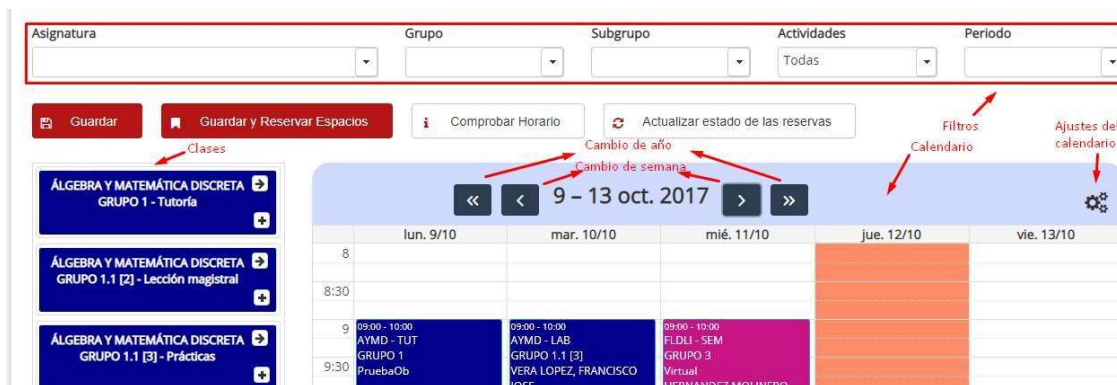 Asignatura Grupo Subgrupo Actividades Periodo
Todas
Guardar Guardar y Reservar Espacios Comprobar Horario Actualizar estado de las reservas
Filtros
Clases
Cambio de año
Calendario
Ajustes del
calendario
Cambio de semana
ÁLGEBRA Y MATEMÁTICA DISCRETA
GRUPO 1 - Tutoría
9 – 13 oct. 2017
lun. 9/10 mar. 10/10 mié. 11/10 jue. 12/10 vie. 13/10
8
ÁLGEBRA Y MATEMÁTICA DISCRETA
GRUPO 1.1 [2] - Lección magistral
8:30
9
ÁLGEBRA Y MATEMÁTICA DISCRETA
GRUPO 1.1 [3] - Prácticas
9:30
09:00 - 10:00
AYMD - TUT
GRUPO 1
PruebaOb
09:00 - 10:00
AYMD - LAB
GRUPO 1.1 [3]
VERA LOPEZ, FRANCISCO
JOSE
09:00 - 10:00
FLDLI - SEM
GRUPO 3
Virtual
HERNANDEZ MOLINERO